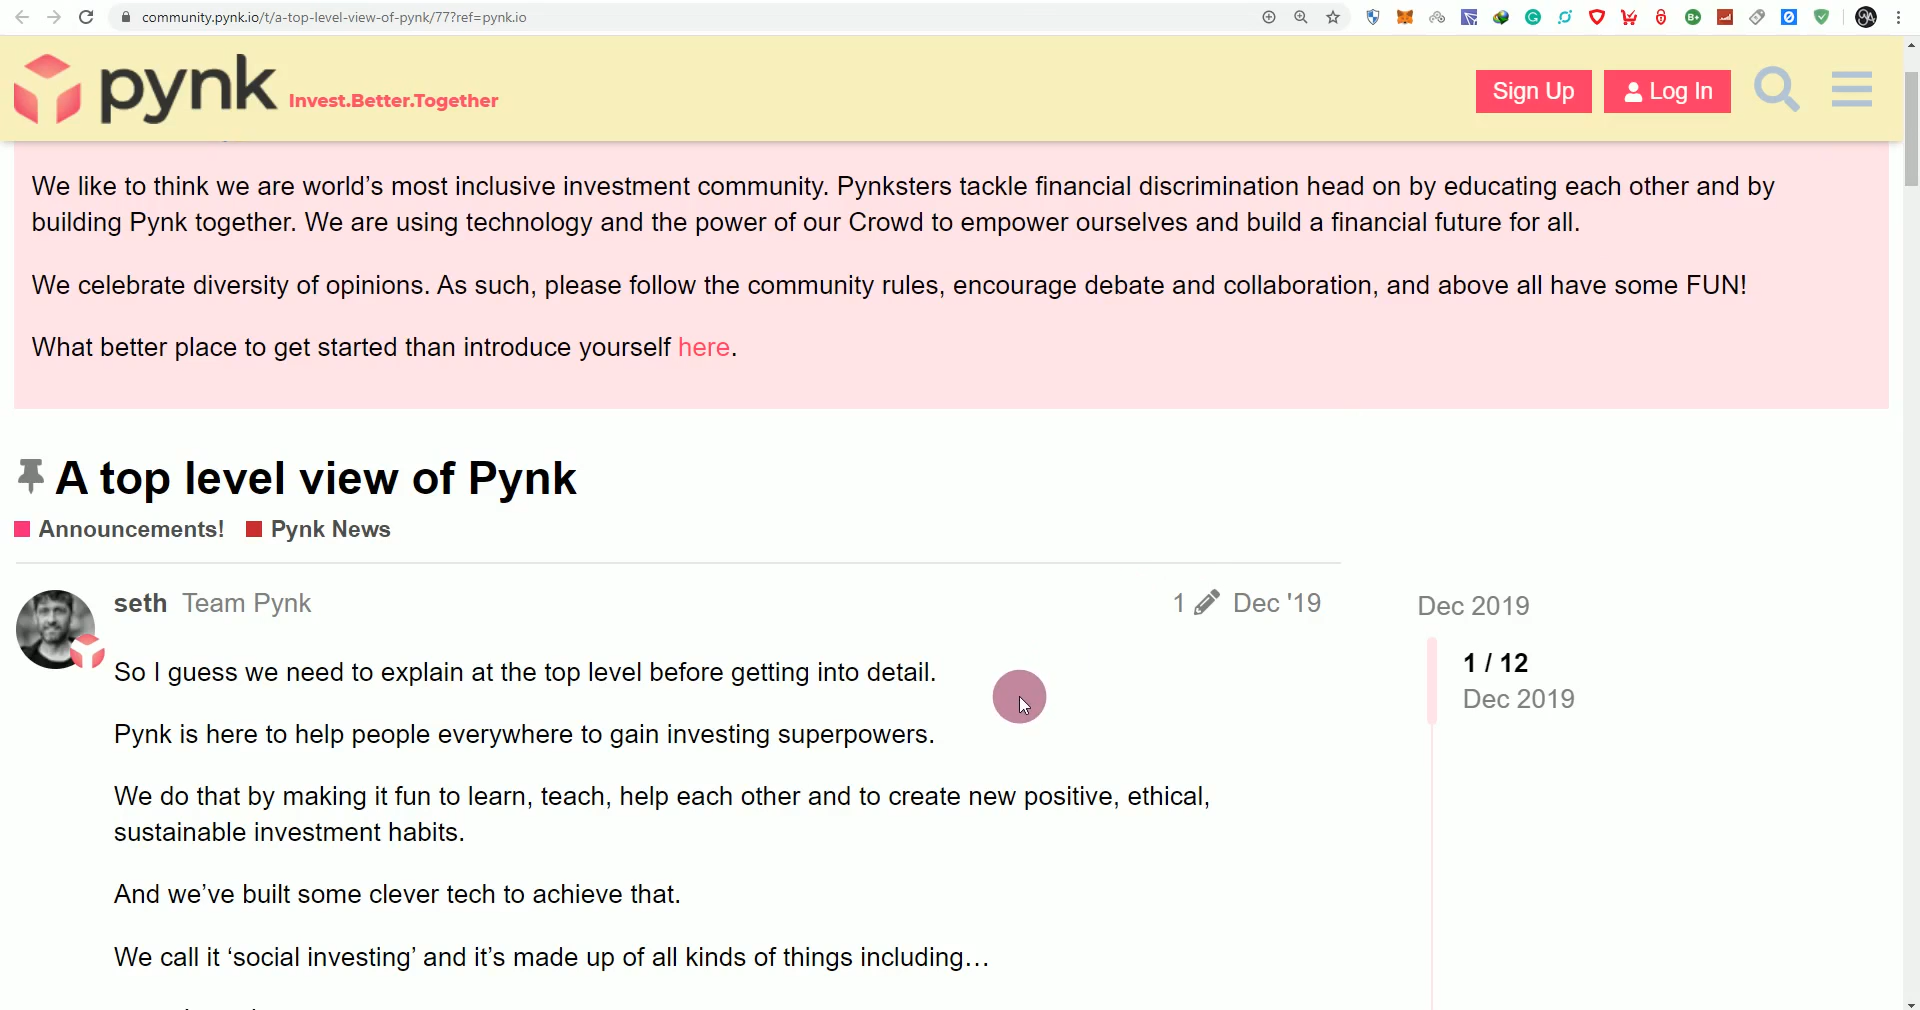 community.pynk.io/t/a-top-level-view-of-pynk/77?ref=pynk.io
pynk Invest.Better.Together
Sign Up
Log In
We like to think we are world’s most inclusive investment community. Pynksters tackle financial discrimination head on by educating each other and by
building Pynk together. We are using technology and the power of our Crowd to empower ourselves and build a financial future for all.
We celebrate diversity of opinions. As such, please follow the community rules, encourage debate and collaboration, and above all have some FUN!
What better place to get started than introduce yourself here.
A top level view of Pynk
Announcements! Pynk News
seth Team Pynk
1 Dec '19
Dec 2019
1 / 12
Dec 2019
So I guess we need to explain at the top level before getting into detail.
Pynk is here to help people everywhere to gain investing superpowers.
We do that by making it fun to learn, teach, help each other and to create new positive, ethical,
sustainable investment habits.
And we’ve built some clever tech to achieve that.
We call it ‘social investing’ and it’s made up of all kinds of things including…